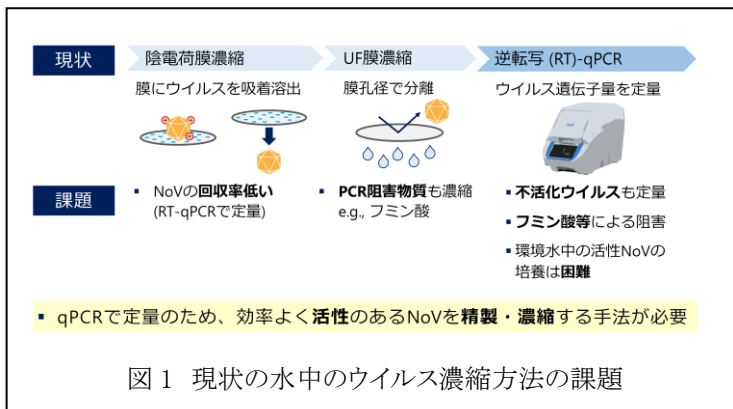 現状
陰電荷膜濃縮
UF膜濃縮
逆転写 (RT)-qPCR
膜にウイルスを吸着溶出
膜孔径で分離
ウイルス遺伝子量を定量
課題
▪ NoVの回収率低い
(RT-qPCRで定量)
▪ PCR阻害物質も濃縮
e.g., フミン酸
▪ 不活化ウイルスも定量
▪ フミン酸等による阻害
▪ 環境水中の活性NoVの
培養は困難
▪ qPCRで定量のため、効率よく活性のあるNoVを精製・濃縮する手法が必要
図 1 現状の水中のウイルス濃縮方法の課題